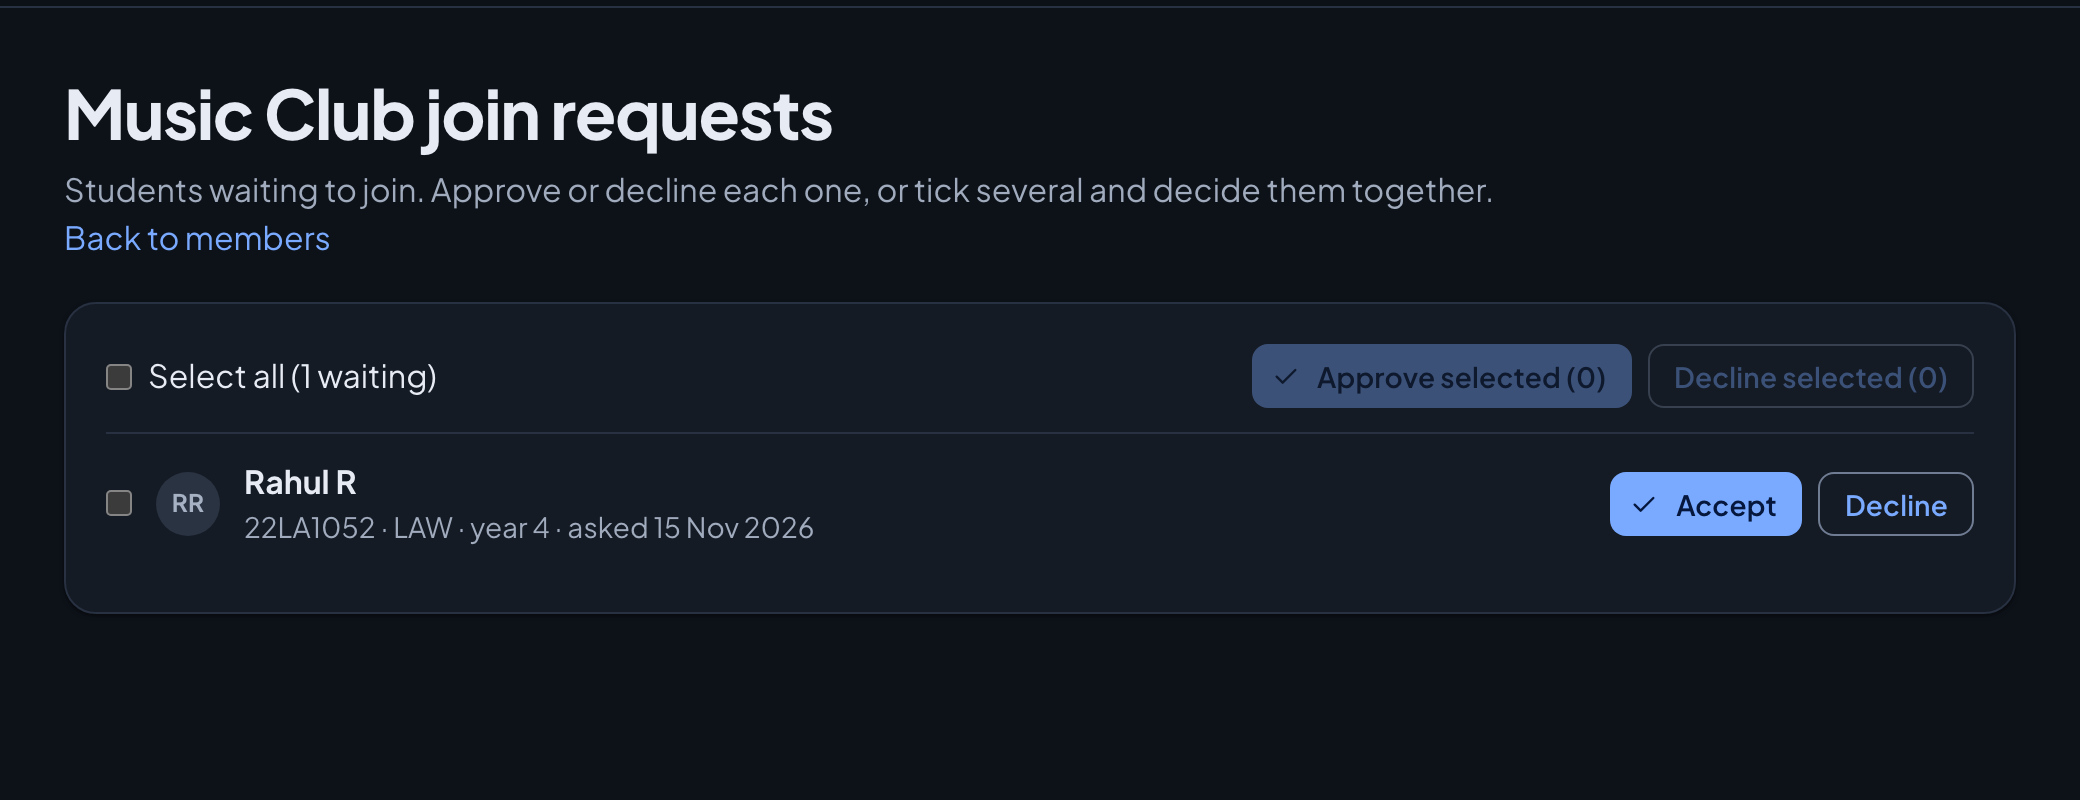 Music Club join requests
Students waiting to join. Approve or decline each one, or tick several and decide them together.
Back to members
Select all (1 waiting)
Approve selected (0)
Decline selected (0)
RR
Rahul R
22LA1052 · LAW · year 4 · asked 15 Nov 2026
Accept
Decline